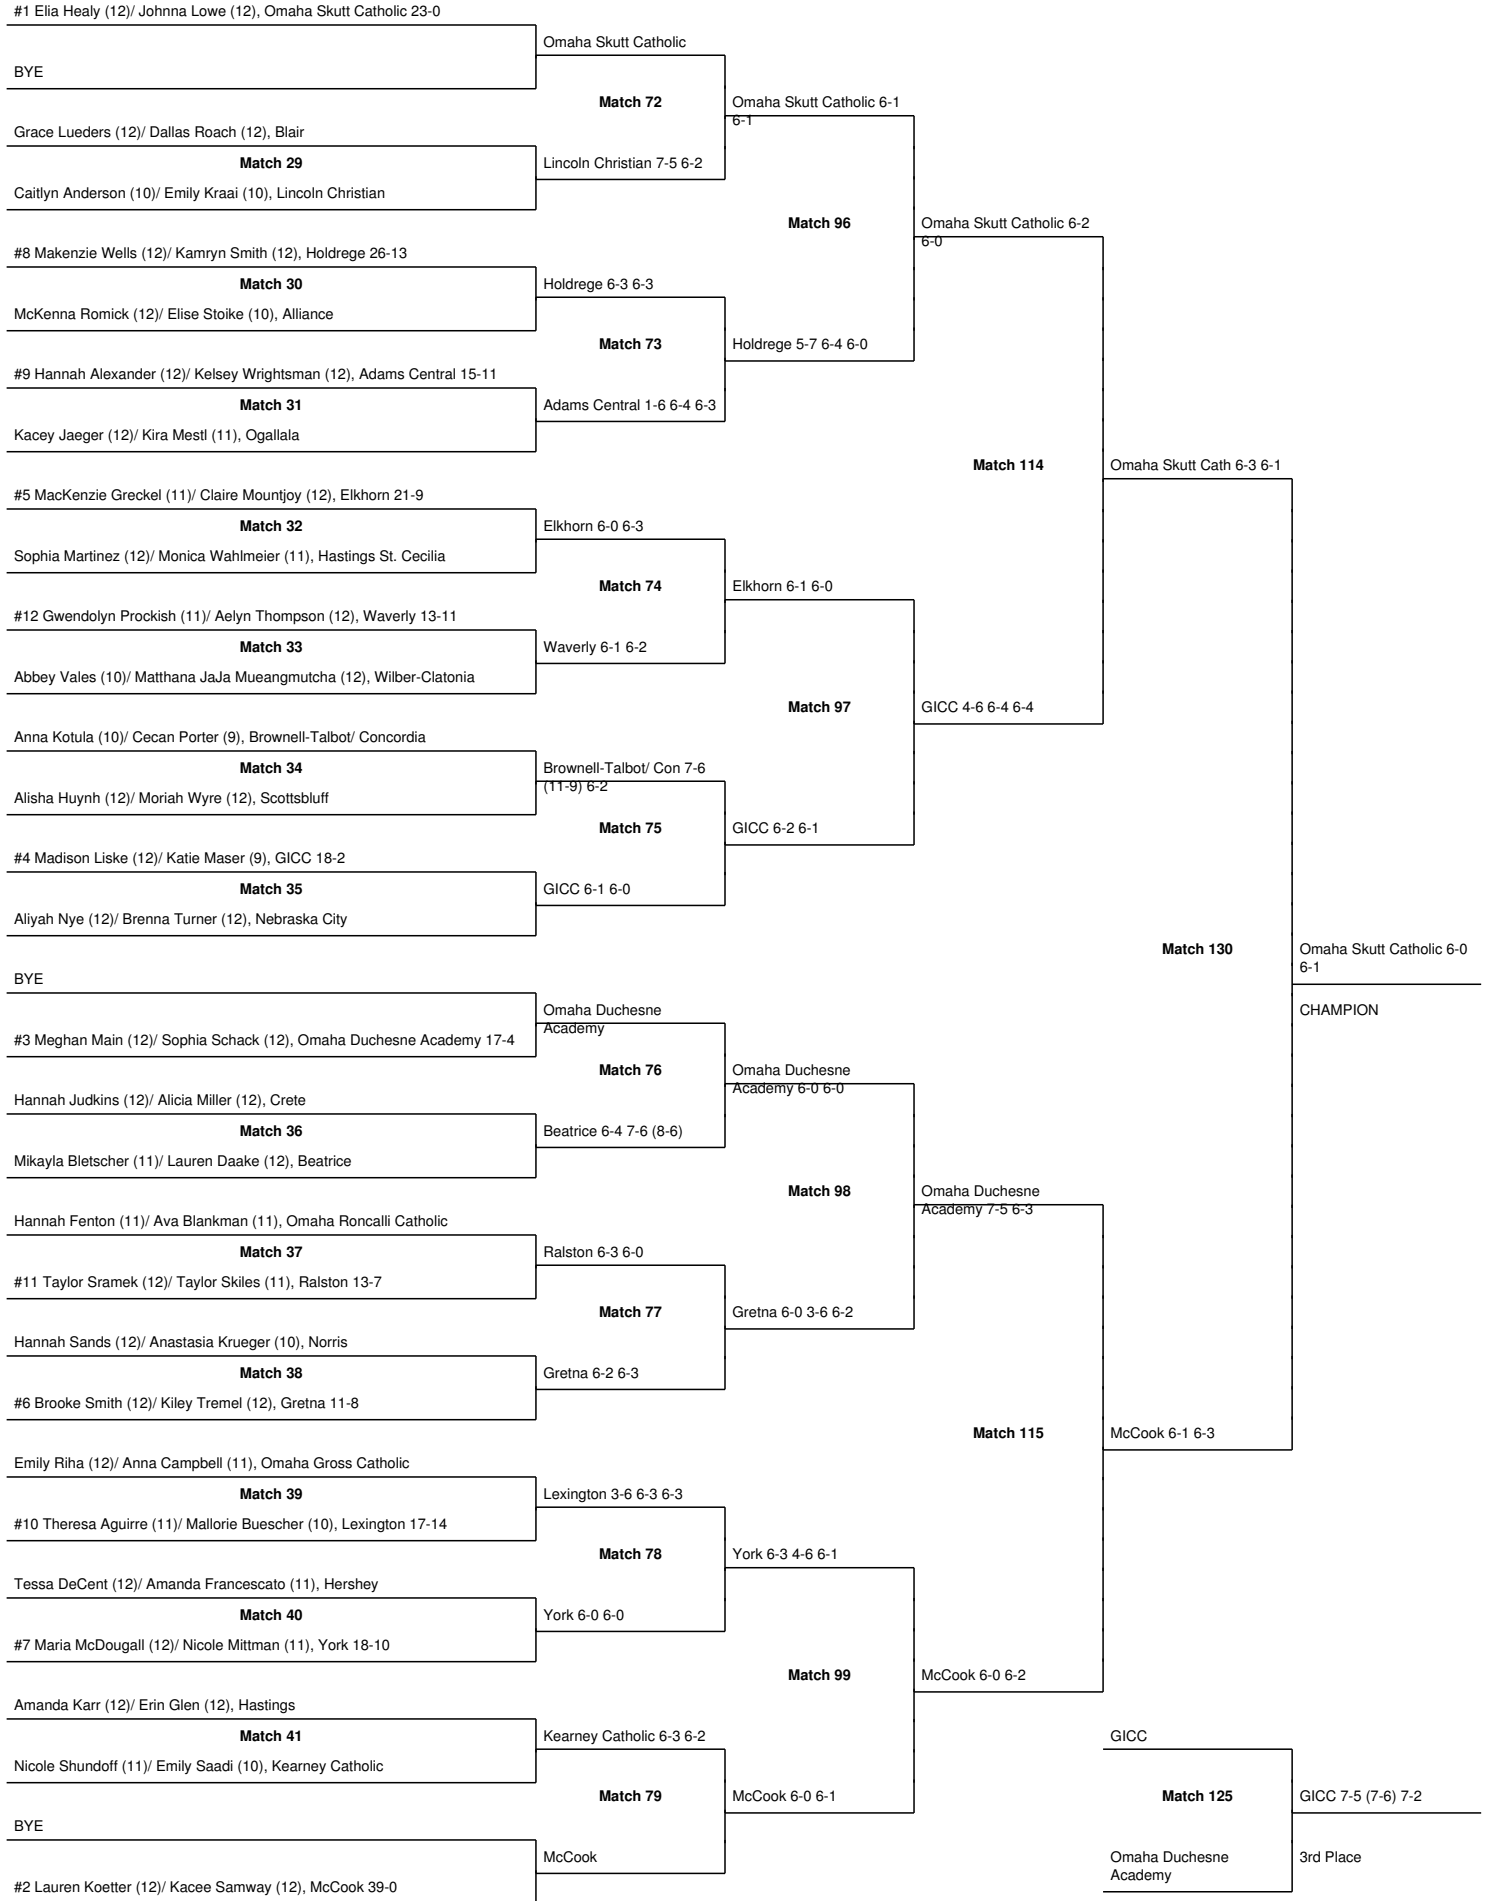 #1 Elia Healy (12)/ Johnna Lowe (12), Omaha Skutt Catholic 23-0
Omaha Skutt Catholic
BYE
Match 72
Omaha Skutt Catholic 6-1
6-1
Grace Lueders (12)/ Dallas Roach (12), Blair
Match 29
Lincoln Christian 7-5 6-2
Caitlyn Anderson (10)/ Emily Kraai (10), Lincoln Christian
Match 96
Omaha Skutt Catholic 6-2
6-0
#8 Makenzie Wells (12)/ Kamryn Smith (12), Holdrege 26-13
Match 30
Holdrege 6-3 6-3
McKenna Romick (12)/ Elise Stoike (10), Alliance
Match 73
Holdrege 5-7 6-4 6-0
#9 Hannah Alexander (12)/ Kelsey Wrightsman (12), Adams Central 15-11
Match 31
Adams Central 1-6 6-4 6-3
Kacey Jaeger (12)/ Kira Mestl (11), Ogallala
Match 114
Omaha Skutt Cath 6-3 6-1
#5 MacKenzie Greckel (11)/ Claire Mountjoy (12), Elkhorn 21-9
Match 32
Elkhorn 6-0 6-3
Sophia Martinez (12)/ Monica Wahlmeier (11), Hastings St. Cecilia
Match 74
Elkhorn 6-1 6-0
#12 Gwendolyn Prockish (11)/ Aelyn Thompson (12), Waverly 13-11
Match 33
Waverly 6-1 6-2
Abbey Vales (10)/ Matthana JaJa Mueangmutcha (12), Wilber-Clatonia
Match 97
GICC 4-6 6-4 6-4
Anna Kotula (10)/ Cecan Porter (9), Brownell-Talbot/ Concordia
Match 34
Brownell-Talbot/ Con 7-6
(11-9) 6-2
Alisha Huynh (12)/ Moriah Wyre (12), Scottsbluff
Match 75
GICC 6-2 6-1
#4 Madison Liske (12)/ Katie Maser (9), GICC 18-2
Match 35
GICC 6-1 6-0
Aliyah Nye (12)/ Brenna Turner (12), Nebraska City
Match 130
Omaha Skutt Catholic 6-0
6-1
CHAMPION
BYE
Omaha Duchesne
Academy
#3 Meghan Main (12)/ Sophia Schack (12), Omaha Duchesne Academy 17-4
Match 76
Omaha Duchesne
Academy 6-0 6-0
Hannah Judkins (12)/ Alicia Miller (12), Crete
Match 36
Beatrice 6-4 7-6 (8-6)
Mikayla Bletscher (11)/ Lauren Daake (12), Beatrice
Match 98
Omaha Duchesne
Academy 7-5 6-3
Hannah Fenton (11)/ Ava Blankman (11), Omaha Roncalli Catholic
Match 37
Ralston 6-3 6-0
#11 Taylor Sramek (12)/ Taylor Skiles (11), Ralston 13-7
Match 77
Gretna 6-0 3-6 6-2
Hannah Sands (12)/ Anastasia Krueger (10), Norris
Match 38
Gretna 6-2 6-3
#6 Brooke Smith (12)/ Kiley Tremel (12), Gretna 11-8
Match 115
McCook 6-1 6-3
Emily Riha (12)/ Anna Campbell (11), Omaha Gross Catholic
Match 39
Lexington 3-6 6-3 6-3
#10 Theresa Aguirre (11)/ Mallorie Buescher (10), Lexington 17-14
Match 78
York 6-3 4-6 6-1
Tessa DeCent (12)/ Amanda Francescato (11), Hershey
Match 40
York 6-0 6-0
#7 Maria McDougall (12)/ Nicole Mittman (11), York 18-10
Match 99
McCook 6-0 6-2
Amanda Karr (12)/ Erin Glen (12), Hastings
Match 41
Kearney Catholic 6-3 6-2
GICC
Nicole Shundoff (11)/ Emily Saadi (10), Kearney Catholic
Match 79
McCook 6-0 6-1
Match 125
GICC 7-5 (7-6) 7-2
BYE
McCook
Omaha Duchesne
Academy
3rd Place
#2 Lauren Koetter (12)/ Kacee Samway (12), McCook 39-0